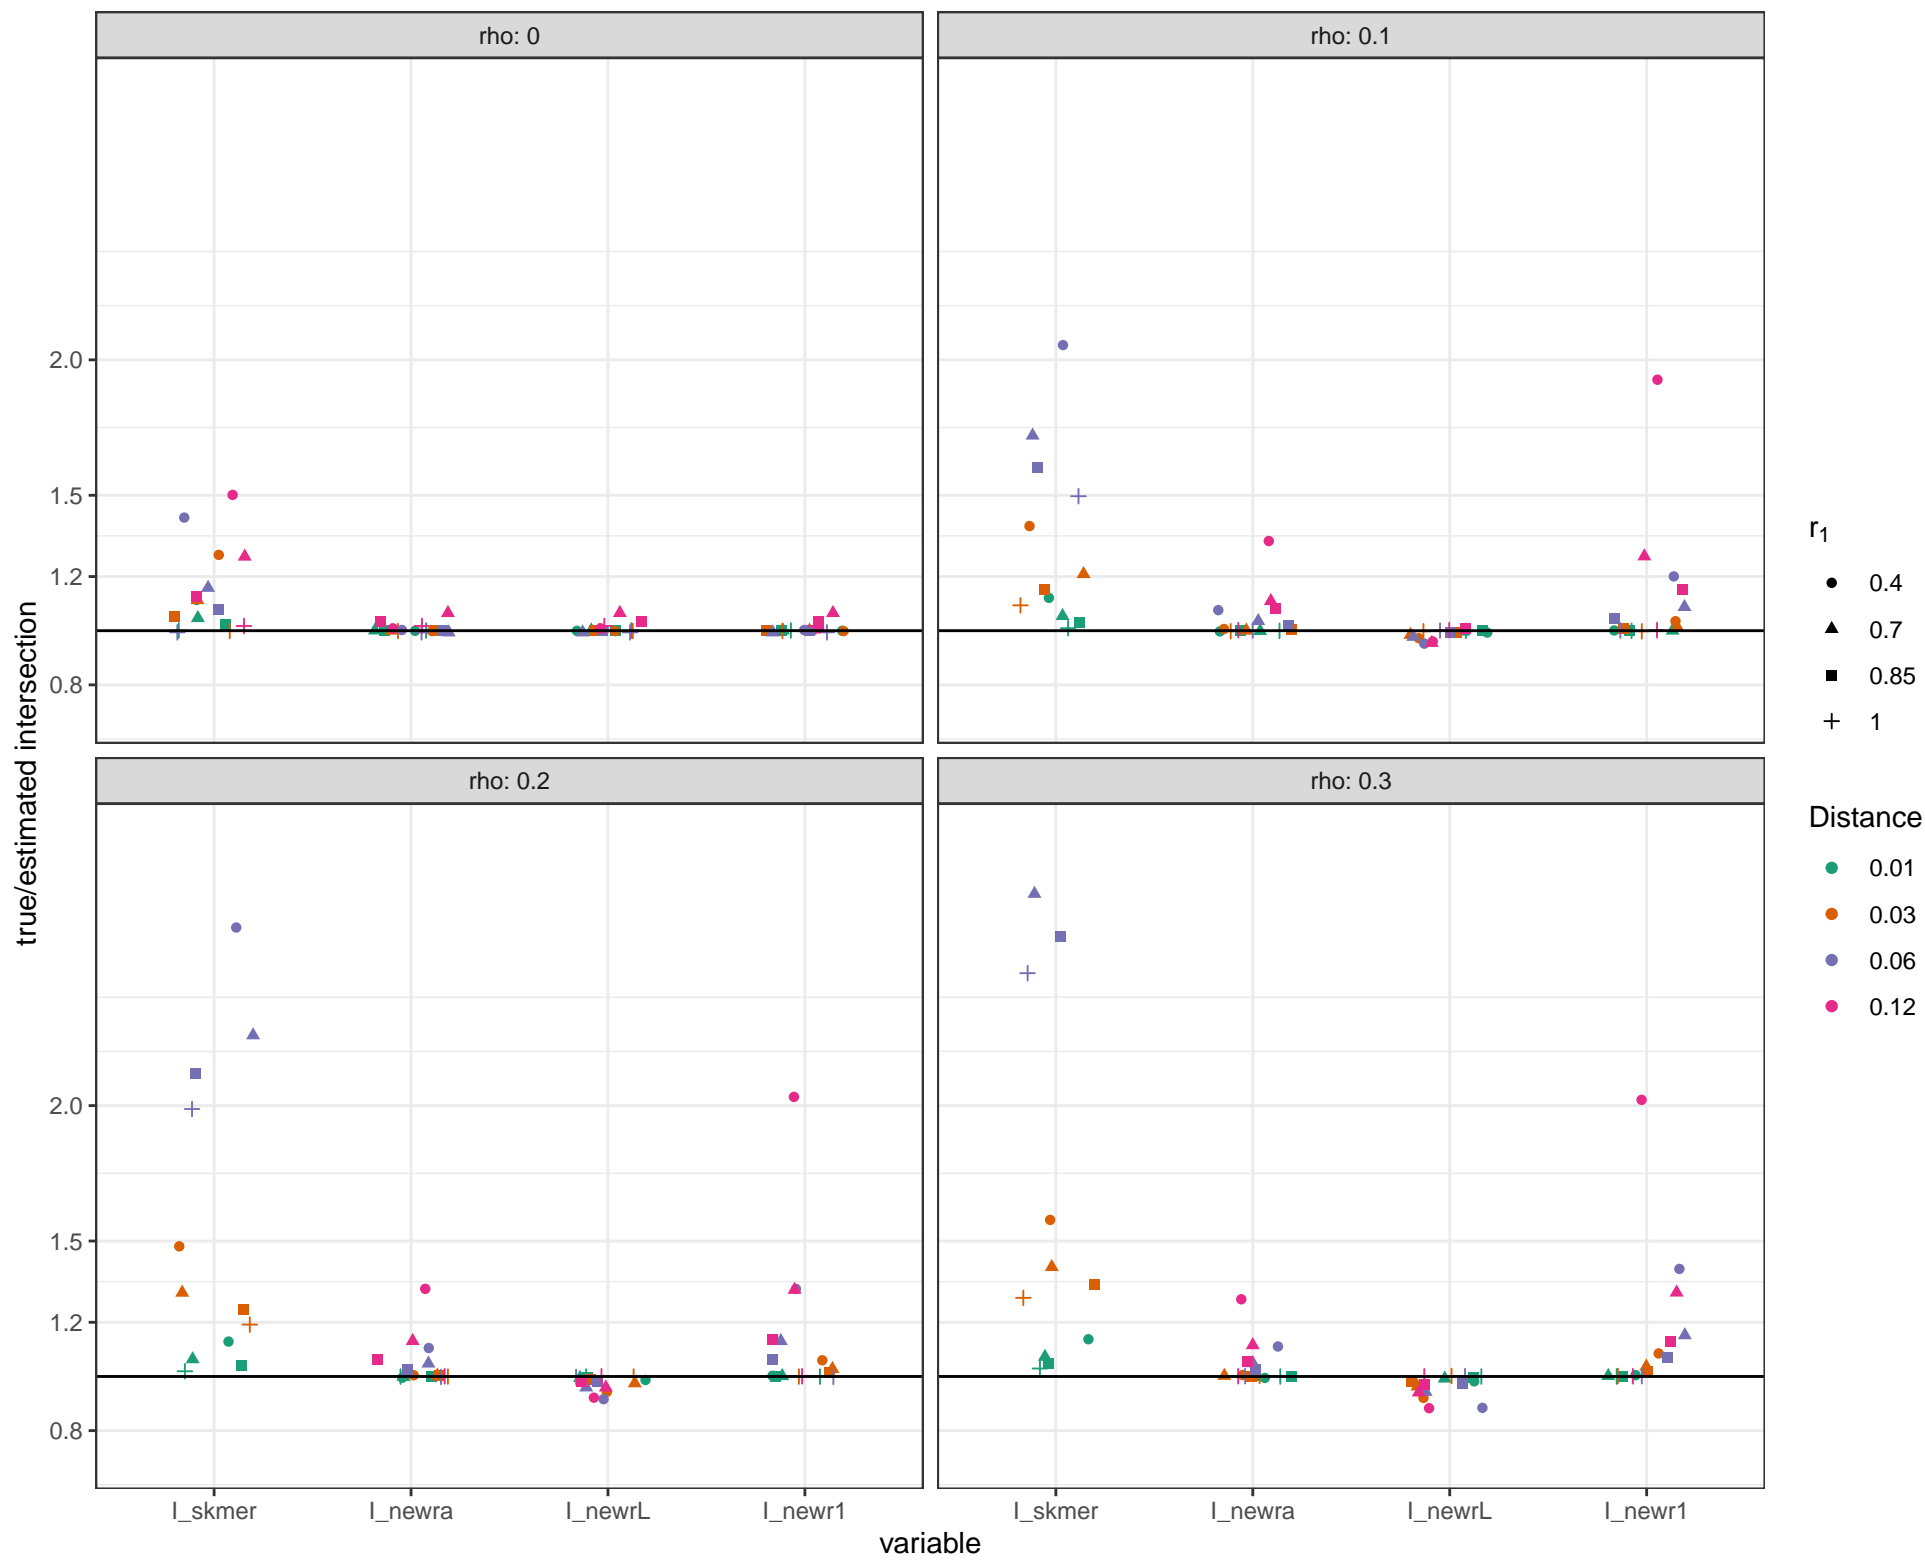 rho: 0
rho: 0.1
2.0
1.5
1.2
0.8
rho: 0.2
rho: 0.3
2.0
1.5
1.2
0.8
true/estimated intersection
I_skmer
I_newra
I_newrL
I_newr1
I_skmer
I_newra
I_newrL
I_newr1
variable
r1
0.4
0.7
0.85
1
Distance
0.01
0.03
0.06
0.12